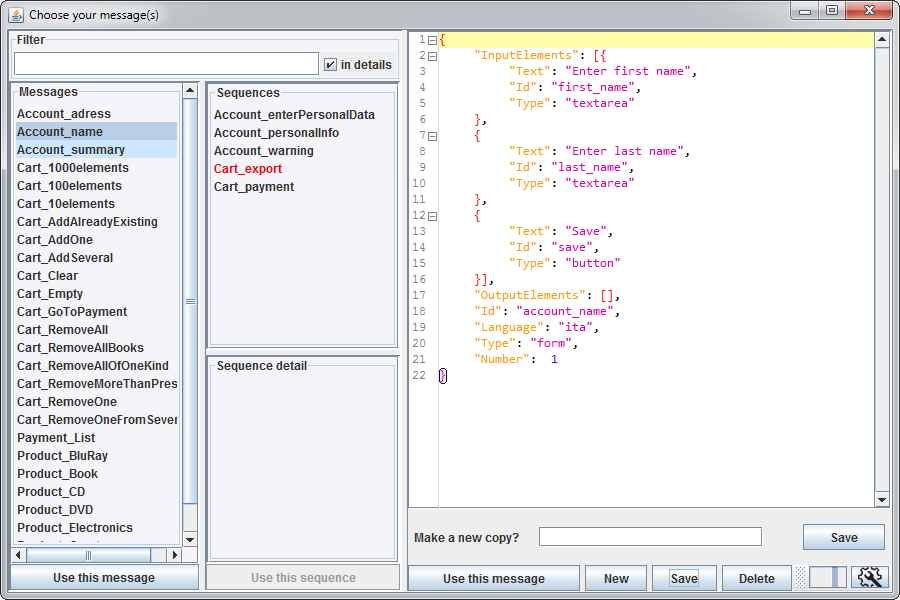 Choose your message(s)
Filter
in details
Messages
Account_adress
Account_name
Account_summary
Cart_1000elements
Cart_100elements
Cart_10elements
Cart_AddAlreadyExisting
Cart_AddOne
Cart_AddSeveral
Cart_Clear
Cart_Empty
Cart_GoToPayment
Cart_RemoveAll
Cart_RemoveAllBooks
Cart_RemoveAllOfOneKind
Cart_RemoveMoreThanPres
Cart_RemoveOne
Cart_RemoveOneFromSever
Payment_List
Product_BluRay
Product_Book
Product_CD
Product_DVD
Product_Electronics
Use this message
Sequences
Account_enterPersonalData
Account_personalInfo
Account_warning
Cart_export
Cart_payment
Sequence detail
Use this sequence
1 {
2 "InputElements": [{
3 "Text": "Enter first name",
4 "Id": "first_name",
5 "Type": "textarea"
6 },
7 {
8 "Text": "Enter last name",
9 "Id": "last_name",
10 "Type": "textarea"
11 },
12 {
13 "Text": "Save",
14 "Id": "save",
15 "Type": "button"
16 }],
17 "OutputElements": [],
18 "Id": "account_name",
19 "Language": "ita",
20 "Type": "form",
21 "Number": 1
22 }
Make a new copy?
Save
Use this message
New
Save
Delete